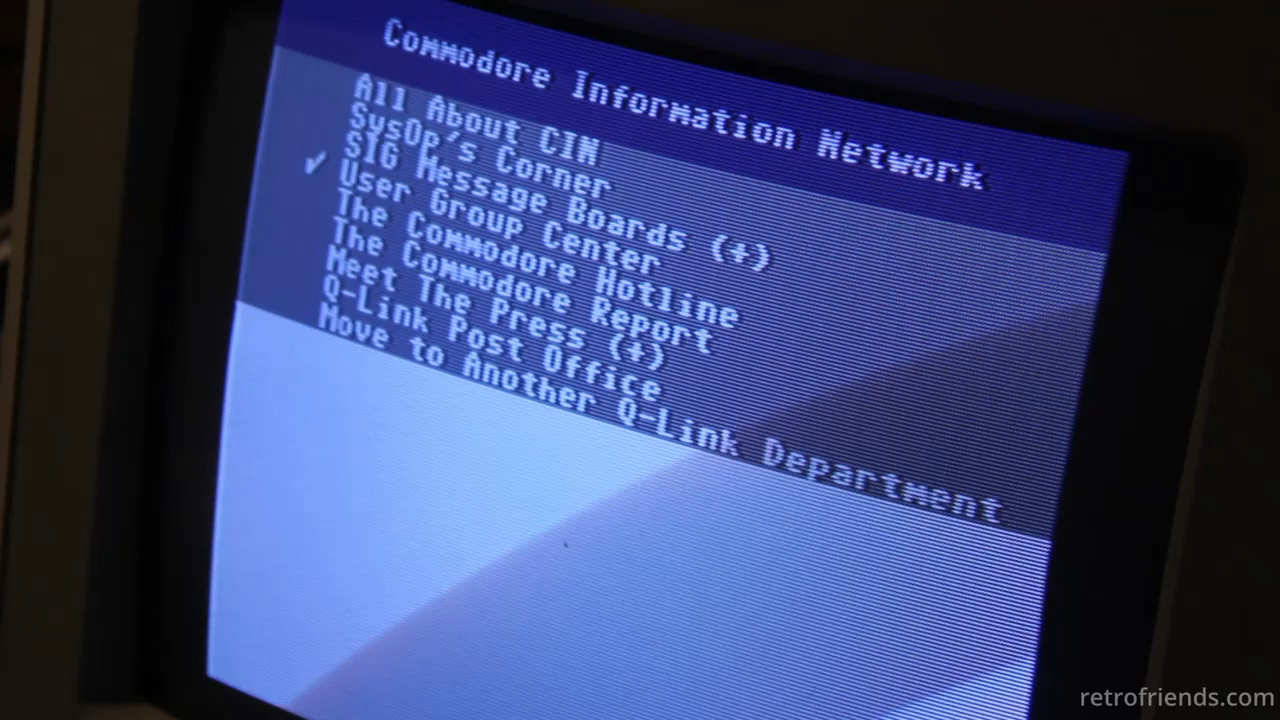 Commodore Information Network
All About CIN
SysOp's Corner
SIG Message Boards (+)
✓ User Group Center
The Commodore Hotline
The Commodore Report
Meet The Press (+)
Q-Link Post Office
Move to Another Q-Link Department
retrofriends.com